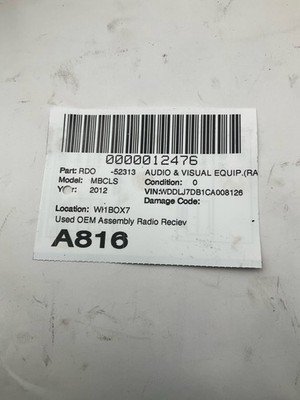 0000012476
Part: RDO -52313 AUDIO & VISUAL EQUIP.(RA
Model: MBCLS Condition: 0
Year: 2012 VIN:WDDLJ7DB1CA008126
Damage Code:
Location: WI1BOX7
Used OEM Assembly Radio Reciev
A816